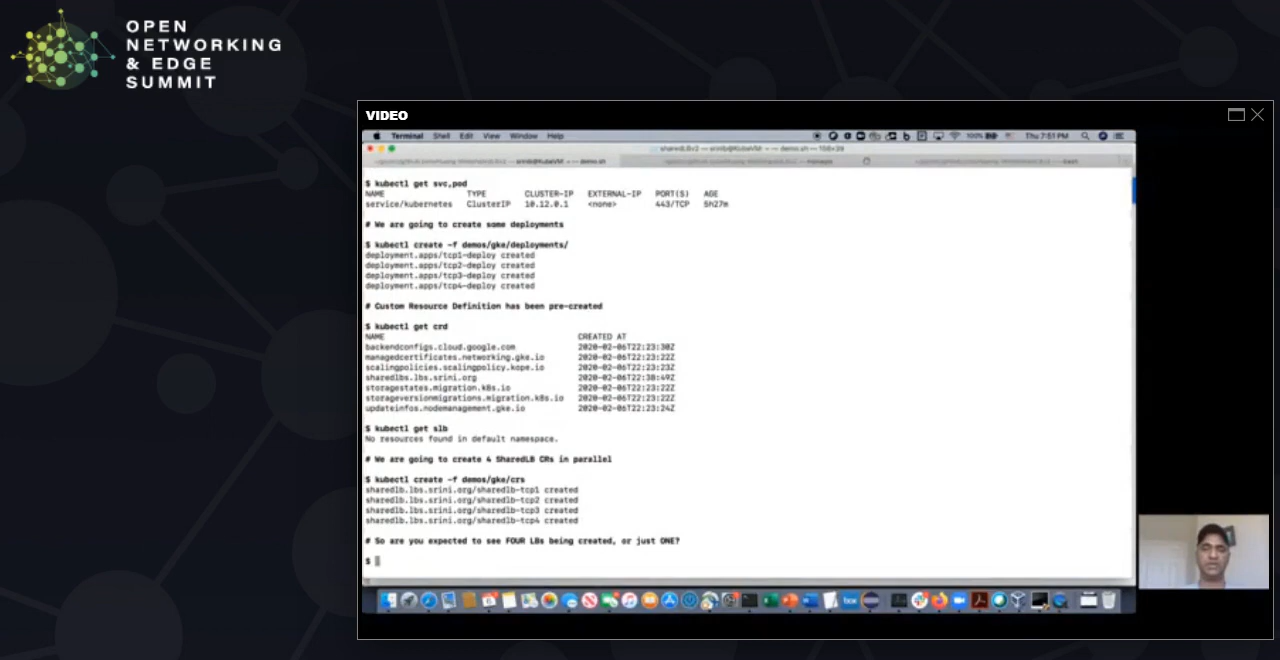 OPEN
NETWORKING
& EDGE
SUMMIT
VIDEO
Terminal Shell Edit View Window Help
100%
Thu 7:51 PM
$ kubectl get svc,pod
NAME TYPE CLUSTER-IP EXTERNAL-IP PORT(S) AGE
service/kubernetes ClusterIP 10.12.0.1 <none> 443/TCP 5h27m
# We are going to create some deployments
$ kubectl create -f demos/gke/deployments/
deployment.apps/tcp1-deploy created
deployment.apps/tcp2-deploy created
deployment.apps/tcp3-deploy created
deployment.apps/tcp4-deploy created
# Custom Resource Definition has been pre-created
$ kubectl get crd
NAME CREATED AT
backendconfigs.cloud.google.com 2020-02-06T22:23:30Z
managedcertificates.networking.gke.io 2020-02-06T22:23:22Z
scalingpolicies.scalingpolicy.kope.io 2020-02-06T22:23:23Z
sharedlbs.lbs.srini.org 2020-02-06T22:38:49Z
storagestates.migration.k8s.io 2020-02-06T22:23:22Z
storageversionmigrations.migration.k8s.io 2020-02-06T22:23:22Z
updateinfos.nodemanagement.gke.io 2020-02-06T22:23:24Z
$ kubectl get slb
No resources found in default namespace.
# We are going to create 4 SharedLB CRs in parallel
$ kubectl create -f demos/gke/crs
sharedlb.lbs.srini.org/sharedlb-tcp1 created
sharedlb.lbs.srini.org/sharedlb-tcp2 created
sharedlb.lbs.srini.org/sharedlb-tcp3 created
sharedlb.lbs.srini.org/sharedlb-tcp4 created
# So are you expected to see FOUR LBs being created, or just ONE?
$